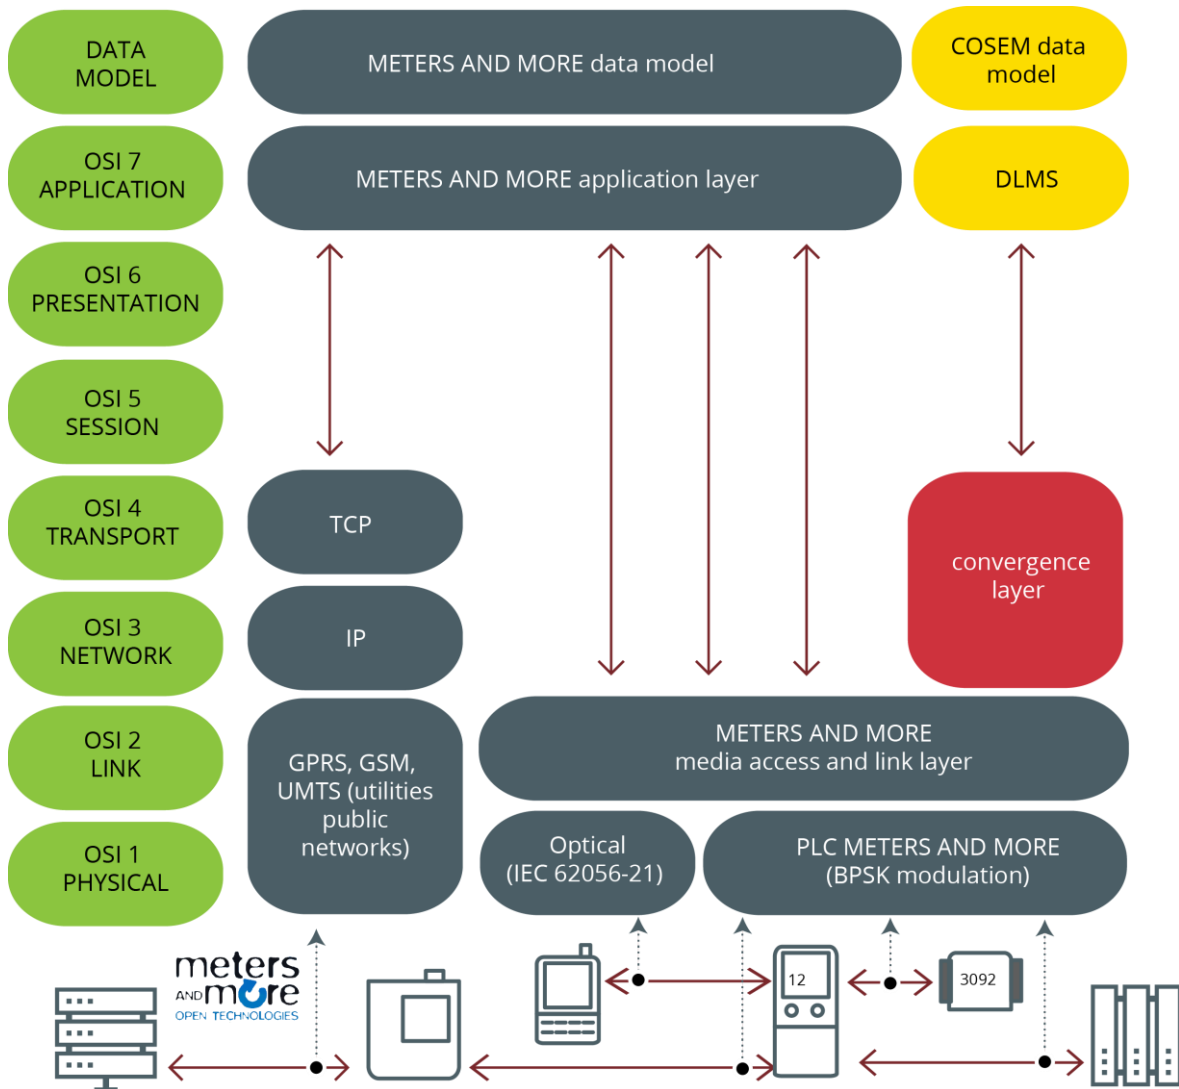 DATA
MODEL
METERS AND MORE data model
COSEM data
model
OSI 7
APPLICATION
METERS AND MORE application layer
DLMS
OSI 6
PRESENTATION
OSI 5
SESSION
OSI 4
TRANSPORT
TCP
convergence
layer
OSI 3
NETWORK
IP
OSI 2
LINK
GPRS, GSM,
UMTS (utilities
public
networks)
METERS AND MORE
media access and link layer
OSI 1
PHYSICAL
Optical
(IEC 62056-21)
PLC METERS AND MORE
(BPSK modulation)
meters
AND more
OPEN TECHNOLOGIES
12
3092